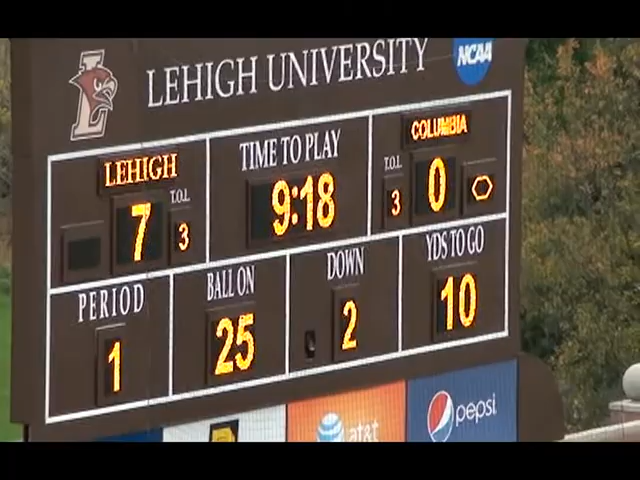 LEHIGH UNIVERSITY
NCAA
L
LEHIGH
TIME TO PLAY
COLUMBIA
T.O.L
7
3
9:18
T.O.L
3
0
PERIOD
BALL ON
DOWN
YDS TO GO
1
25
2
10
at&t
pepsi